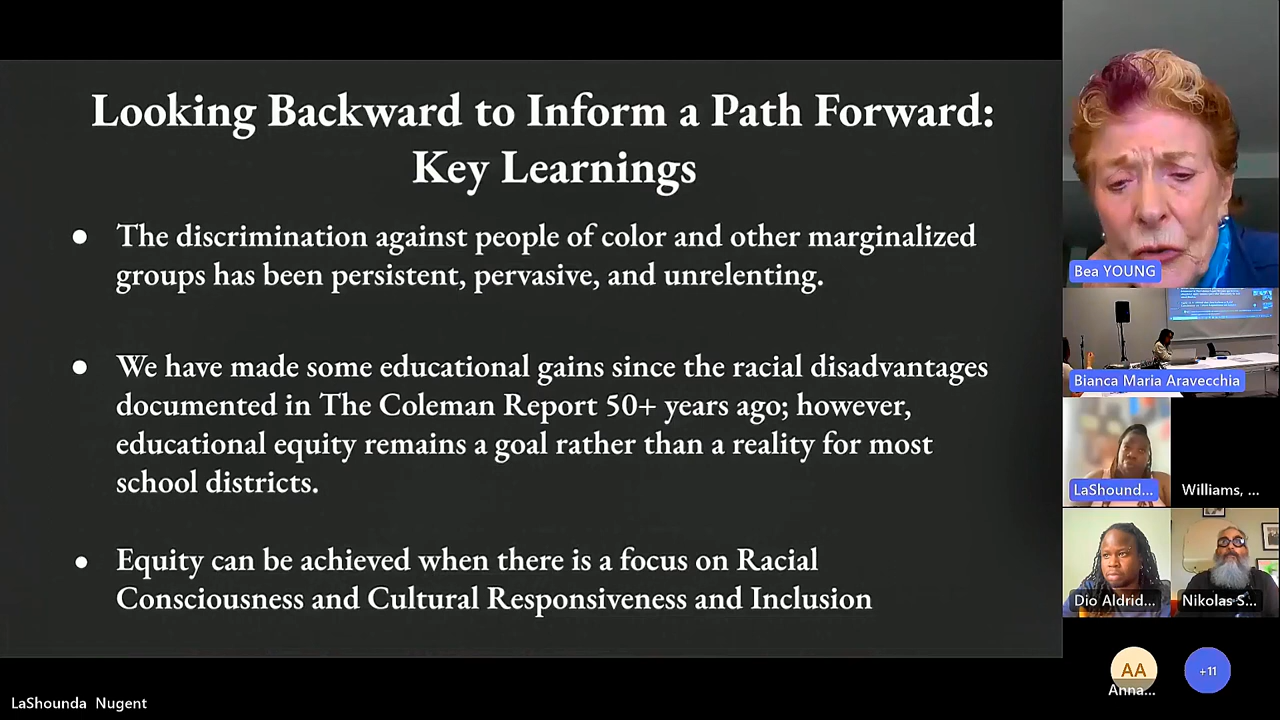 Looking Backward to Inform a Path Forward:
Key Learnings
● The discrimination against people of color and other marginalized
groups has been persistent, pervasive, and unrelenting.
● We have made some educational gains since the racial disadvantages
documented in The Coleman Report 50+ years ago; however,
educational equity remains a goal rather than a reality for most
school districts.
● Equity can be achieved when there is a focus on Racial
Consciousness and Cultural Responsiveness and Inclusion
Bea YOUNG
Bianca Maria Aravecchia
LaShound...
Williams, ...
Dio Aldrid...
Nikolas S...
AA
Anna...
+11
LaShounda Nugent